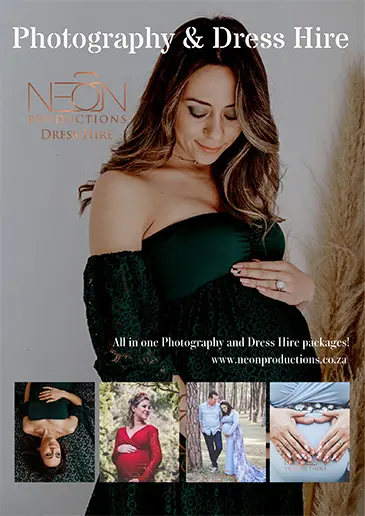 Photography & Dress Hire
NEON
PRODUCTIONS
DRESS HIRE
All in one Photography and Dress Hire packages!
www.neonproductions.co.za
PRODUCTIONS